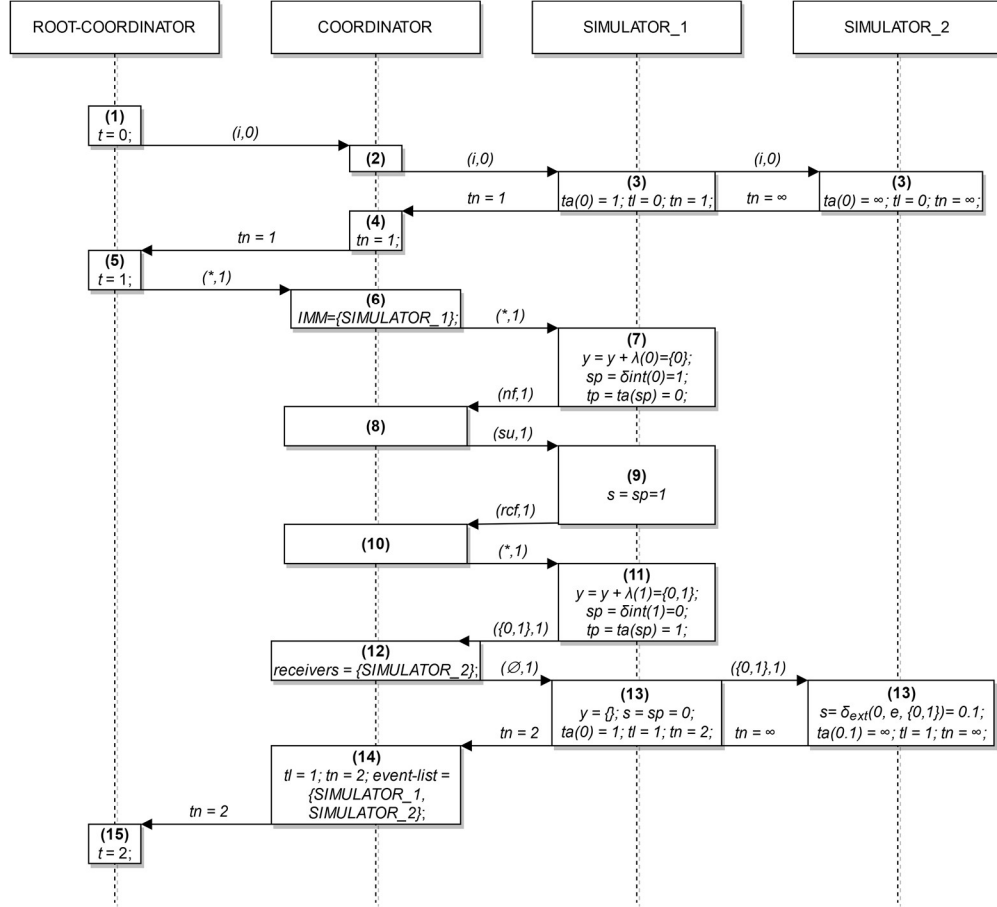 ROOT-COORDINATOR
COORDINATOR
SIMULATOR_1
SIMULATOR_2
(1)
t = 0;
(i,0)
(2)
(i,0)
(i,0)
(3)
ta(0) = 1; tl = 0; tn = 1;
(3)
ta(0) = ∞; tl = 0; tn = ∞;
tn = 1
tn = ∞
(4)
tn = 1;
tn = 1
(5)
t = 1;
(*,1)
(6)
IMM={SIMULATOR_1};
(*,1)
(7)
y = y + λ(0)={0};
sp = δint(0)=1;
tp = ta(sp) = 0;
(nf,1)
(8)
(su,1)
(9)
s = sp=1
(rcf,1)
(10)
(*,1)
(11)
y = y + λ(1)={0,1};
sp = δint(1)=0;
tp = ta(sp) = 1;
({0,1},1)
(12)
receivers = {SIMULATOR_2};
(∅,1)
({0,1},1)
(13)
y = {}; s = sp = 0;
ta(0) = 1; tl = 1; tn = 2;
(13)
s= δext(0, e, {0,1})= 0.1;
ta(0.1) = ∞; tl = 1; tn = ∞;
tn = 2
tn = ∞
(14)
tl = 1; tn = 2; event-list =
{SIMULATOR_1,
SIMULATOR_2};
tn = 2
(15)
t = 2;